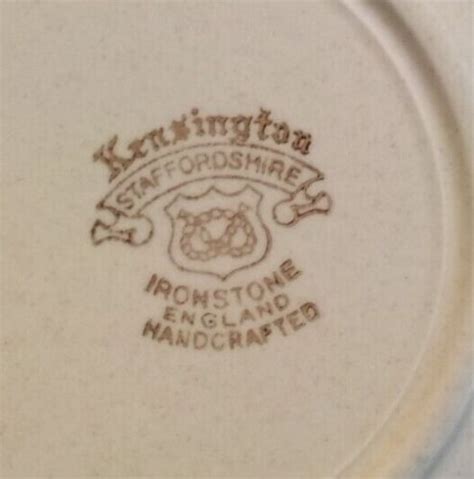 Kensington
STAFFORDSHIRE
IRONSTONE
ENGLAND
HANDCRAFTED